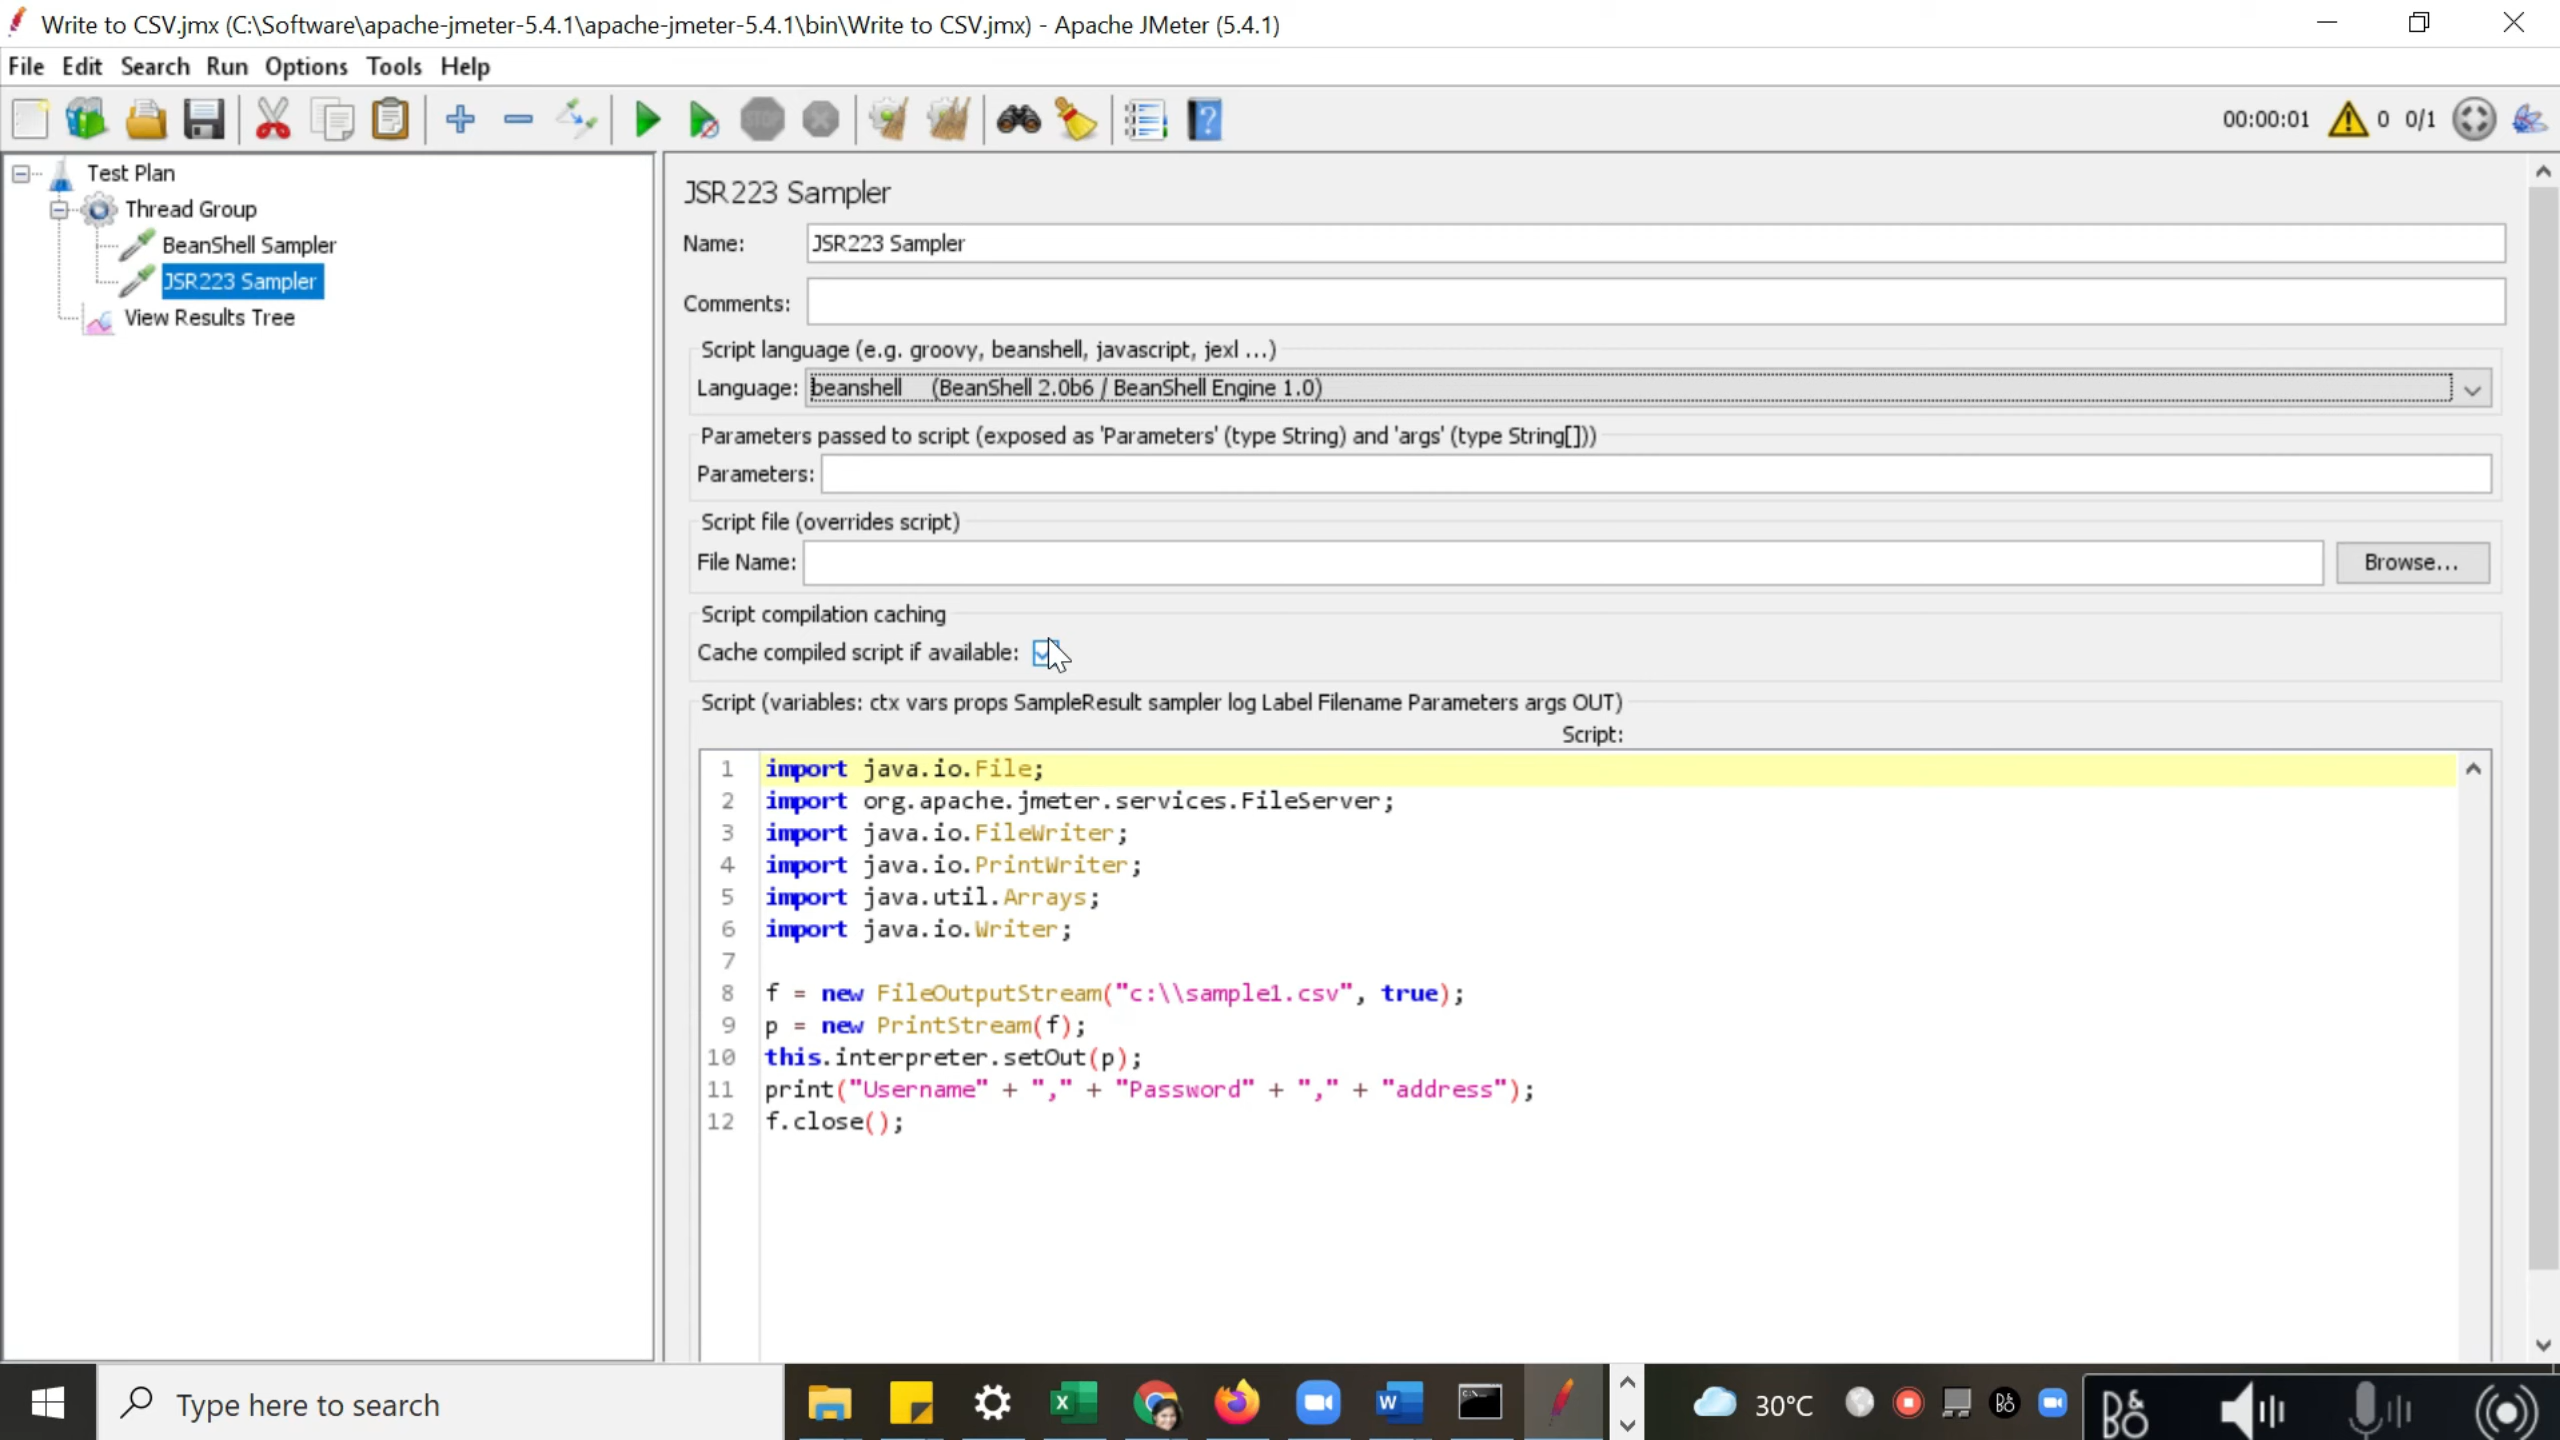 Write to CSV.jmx (C:\Software\apache-jmeter-5.4.1\apache-jmeter-5.4.1\bin\Write to CSV.jmx) - Apache JMeter (5.4.1)
File Edit Search Run Options Tools Help
STOP
00:00:01 0 0/1
Test Plan
Thread Group
BeanShell Sampler
JSR223 Sampler
View Results Tree
JSR223 Sampler
Name: JSR223 Sampler
Comments:
Script language (e.g. groovy, beanshell, javascript, jexl ...)
Language: beanshell (BeanShell 2.0b6 / BeanShell Engine 1.0)
Parameters passed to script (exposed as 'Parameters' (type String) and 'args' (type String[]))
Parameters:
Script file (overrides script)
File Name: Browse...
Script compilation caching
Cache compiled script if available:
Script (variables: ctx vars props SampleResult sampler log Label Filename Parameters args OUT)
Script:
1 import java.io.File;
2 import org.apache.jmeter.services.FileServer;
3 import java.io.FileWriter;
4 import java.io.PrintWriter;
5 import java.util.Arrays;
6 import java.io.Writer;
7
8 f = new FileOutputStream("c:\\sample1.csv", true);
9 p = new PrintStream(f);
10 this.interpreter.setOut(p);
11 print("Username" + "," + "Password" + "," + "address");
12 f.close();
Type here to search
30°C